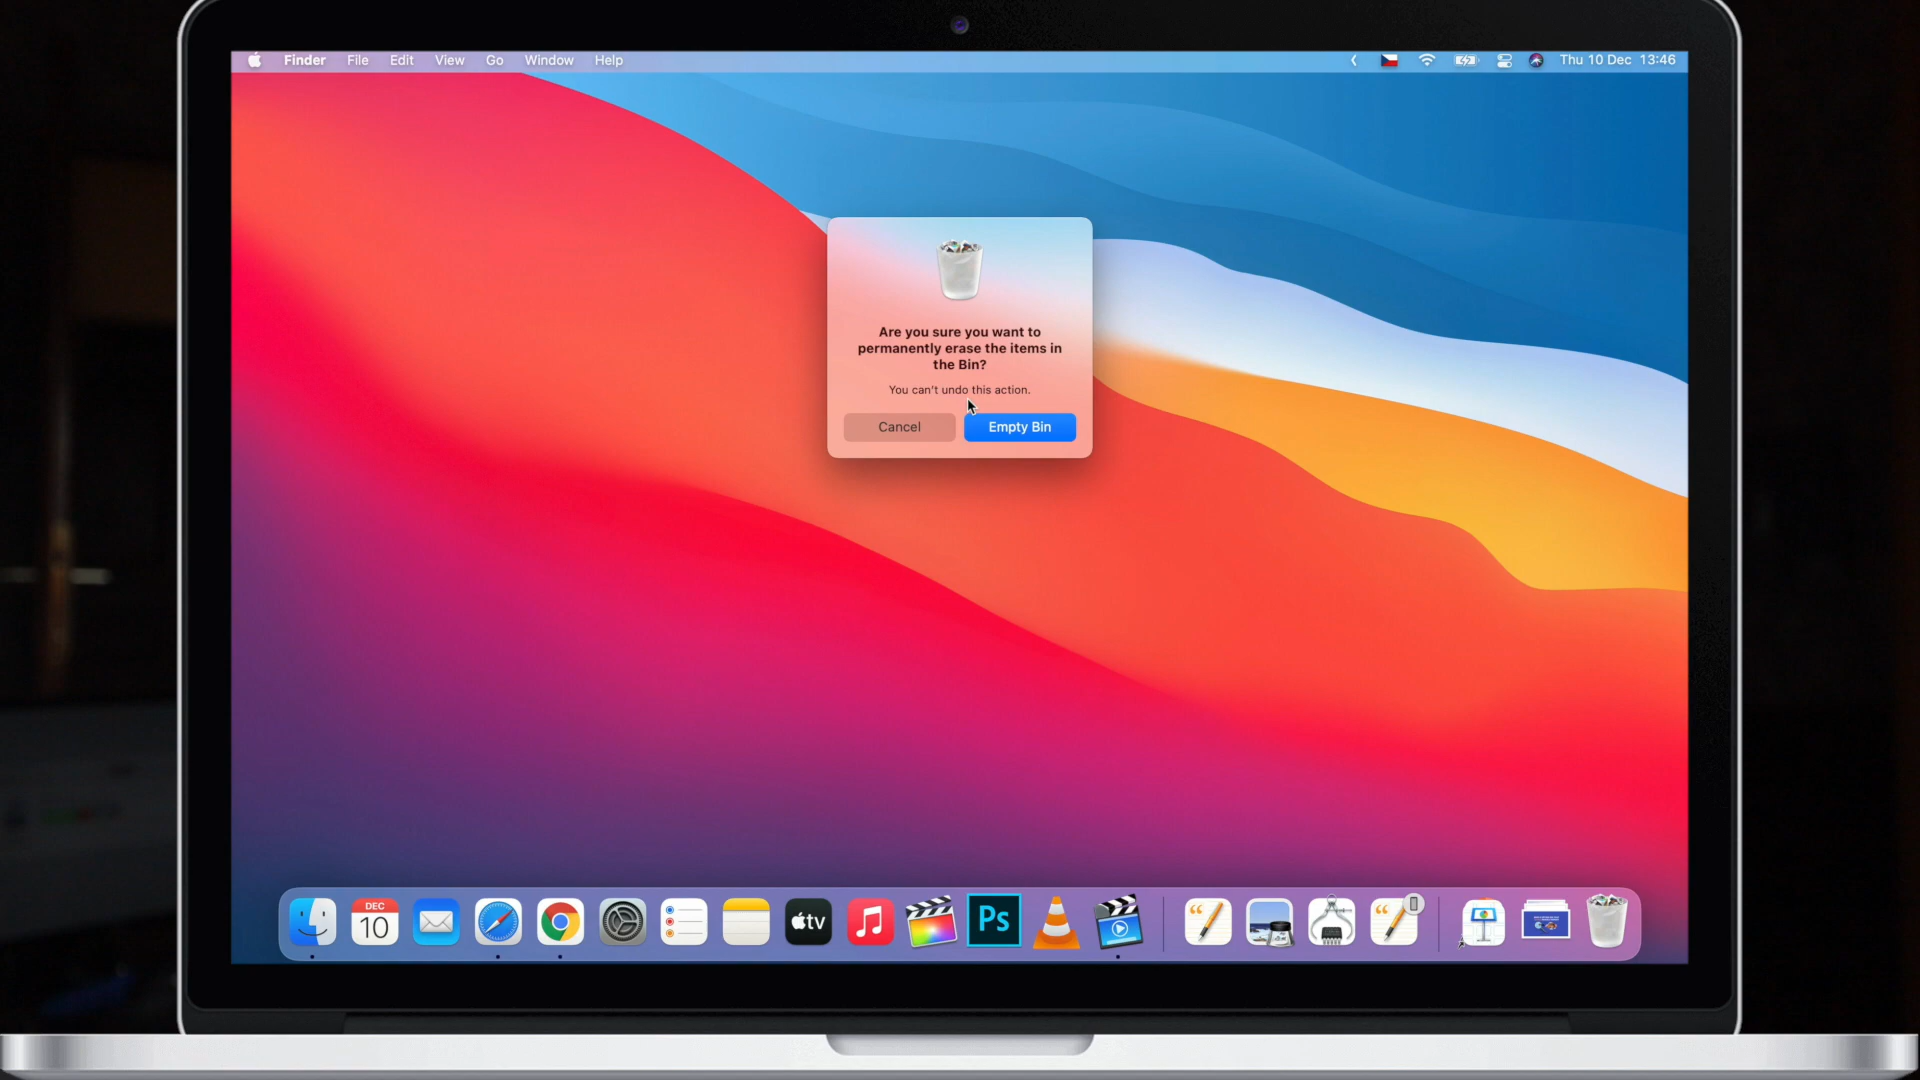 Finder File Edit View Go Window Help Thu 10 Dec 13:46
Are you sure you want to
permanently erase the items in
the Bin?
You can't undo this action.
Cancel Empty Bin
DEC
10
tv
Ps